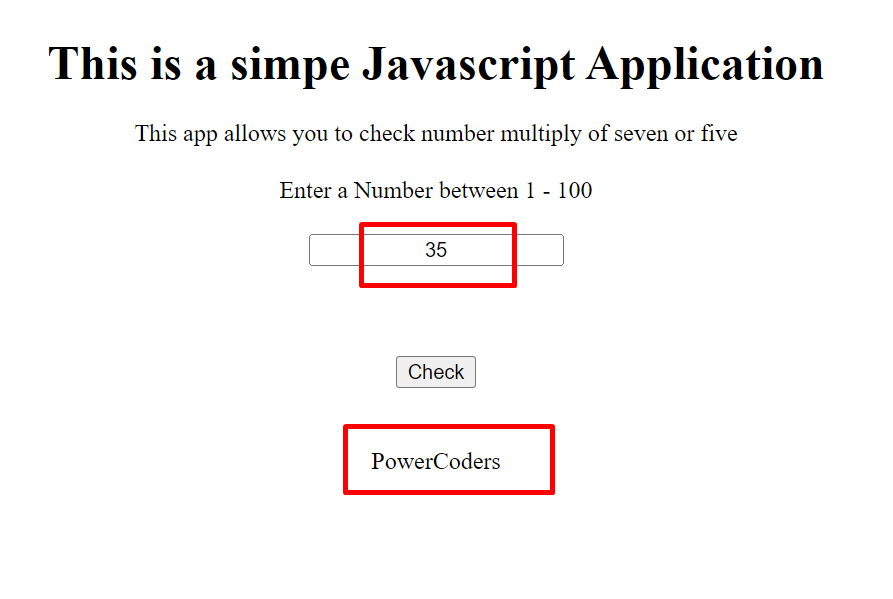 This is a simpe Javascript Application
This app allows you to check number multiply of seven or five
Enter a Number between 1 - 100
35
Check
PowerCoders